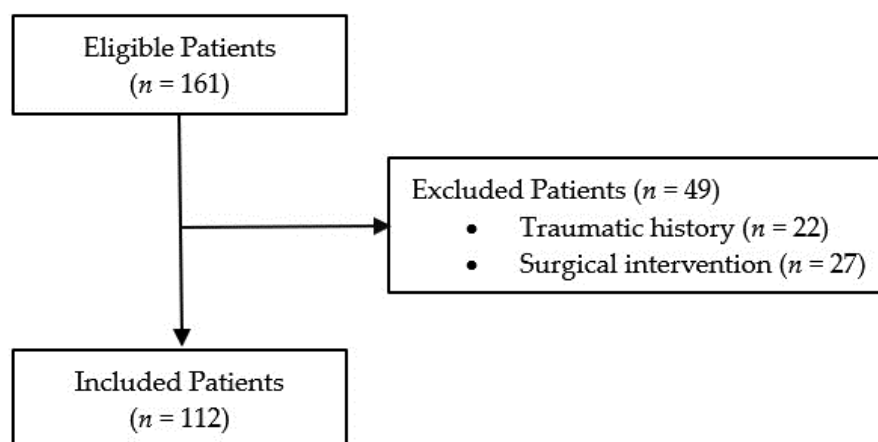 Eligible Patients
(n = 161)
Excluded Patients (n = 49)
• Traumatic history (n = 22)
• Surgical intervention (n = 27)
Included Patients
(n = 112)